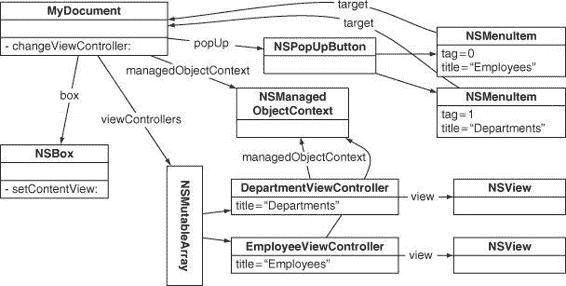 MyDocument
- changeViewController:
target
target
popUp
NSPopUpButton
NSMenuItem
tag=0
title="Employees"
managedObjectContext
NSMenuItem
tag=1
title="Departments"
box
viewControllers
NSManaged
ObjectContext
NSBox
- setContentView:
managedObjectContext
NSMutableArray
DepartmentViewController
title="Departments"
view
NSView
EmployeeViewController
title="Employees"
view
NSView